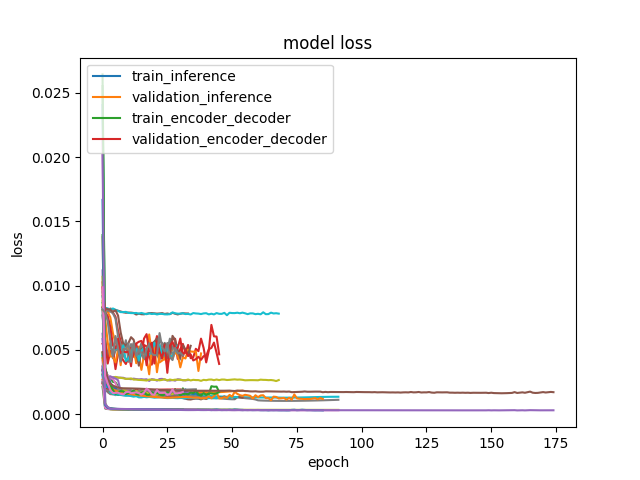 model loss
train_inference
validation_inference
train_encoder_decoder
validation_encoder_decoder
loss
0.025
0.020
0.015
0.010
0.005
0.000
0 25 50 75 100 125 150 175
epoch